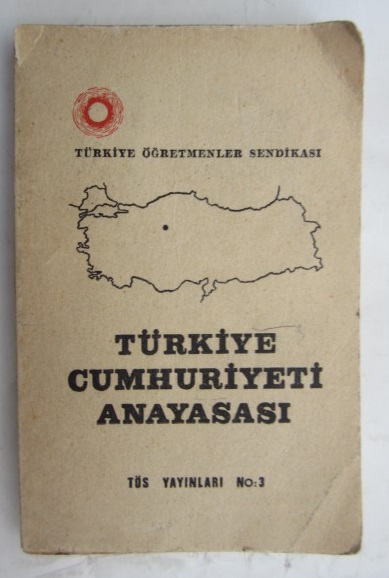 TÜRKİYE ÖĞRETMENLER SENDİKASI
TÜRKİYE
CUMHURİYETİ
ANAYASASI
TÖS YAYINLARI No:3